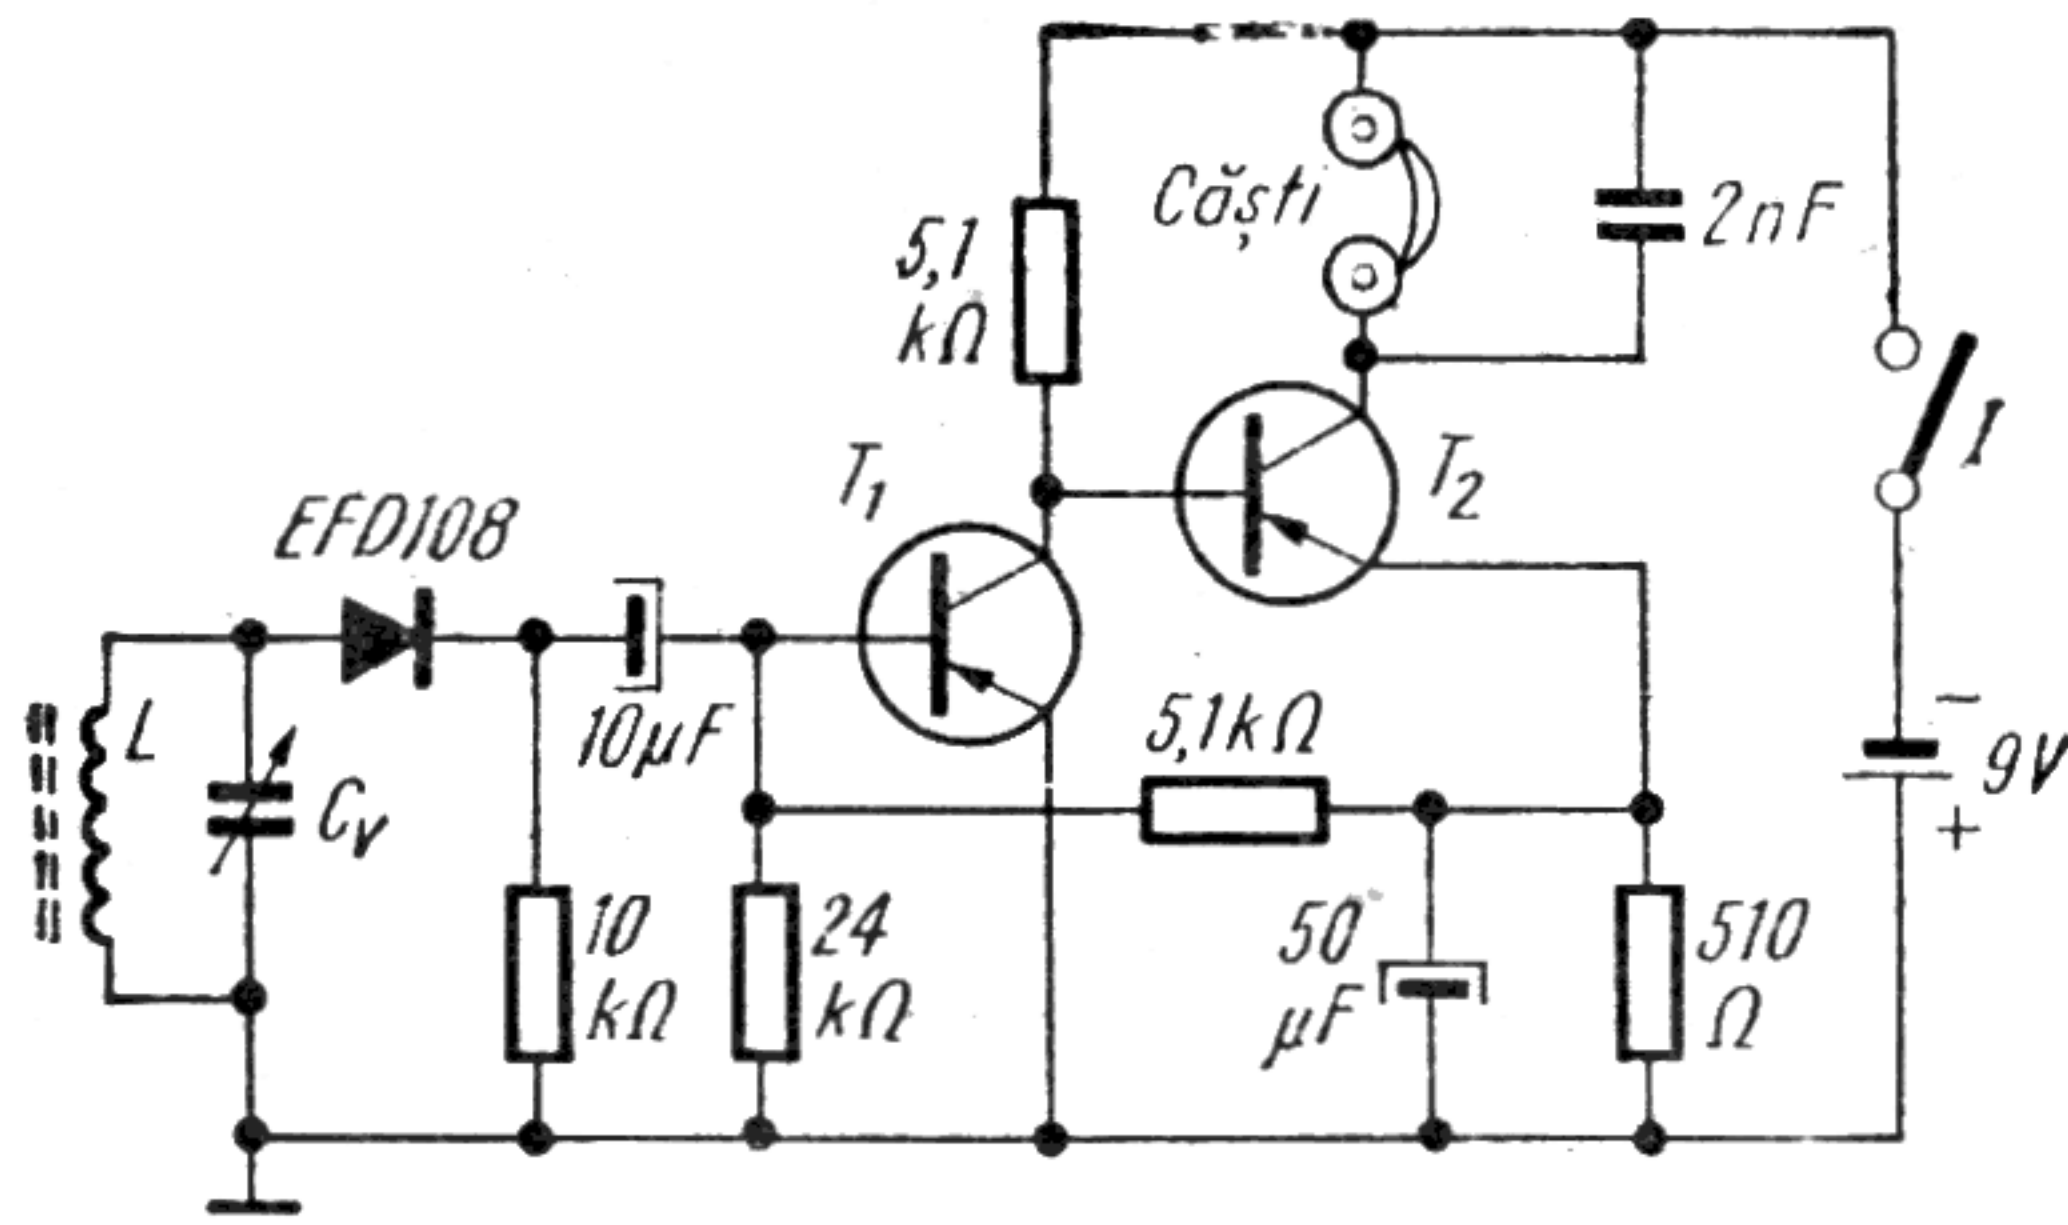 Căști
2nF
5,1
kΩ
I
T1
T2
EFD108
10µF
L
Cv
5,1kΩ
−
9V
+
10
kΩ
24
kΩ
50
µF
510
Ω